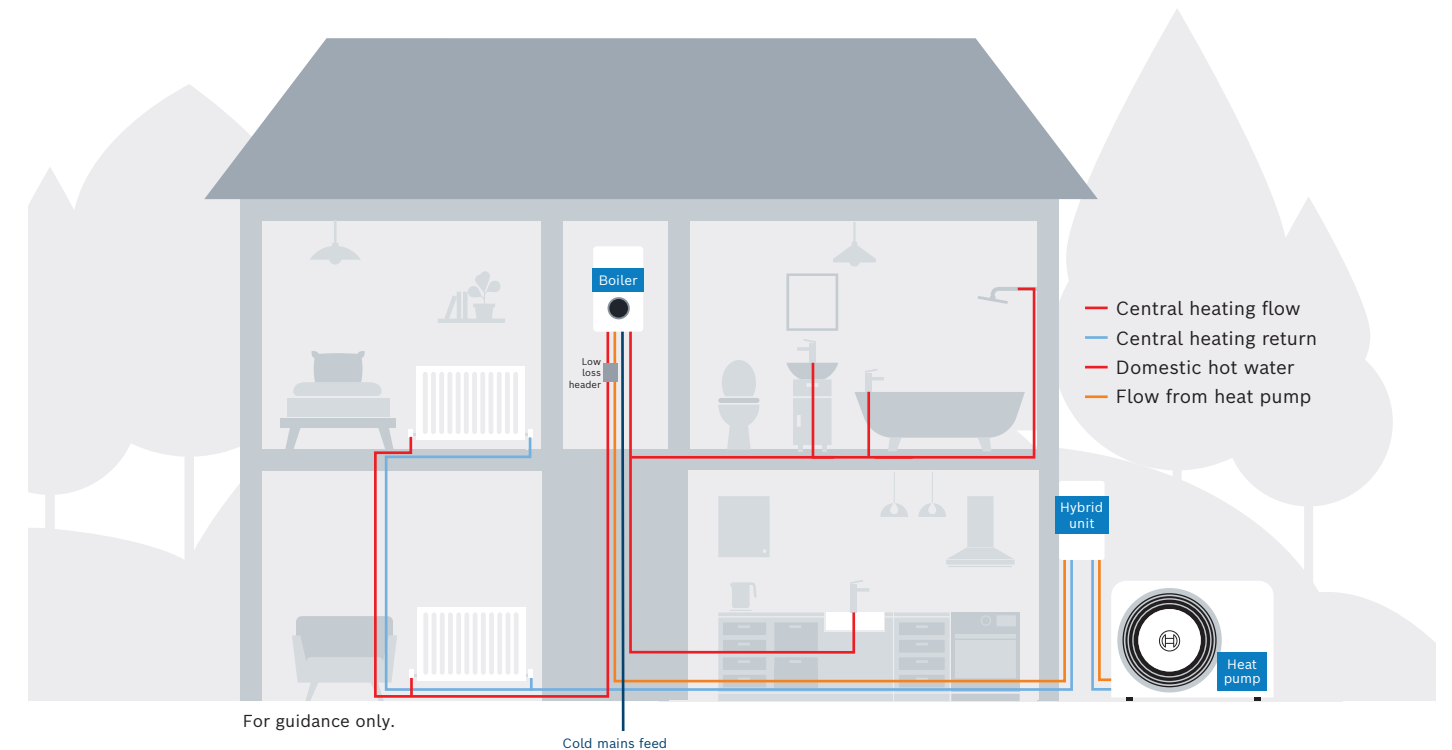 Boiler
Low
loss
header
Central heating flow
Central heating return
Domestic hot water
Flow from heat pump
Hybrid
unit
Heat
pump
For guidance only.
Cold mains feed